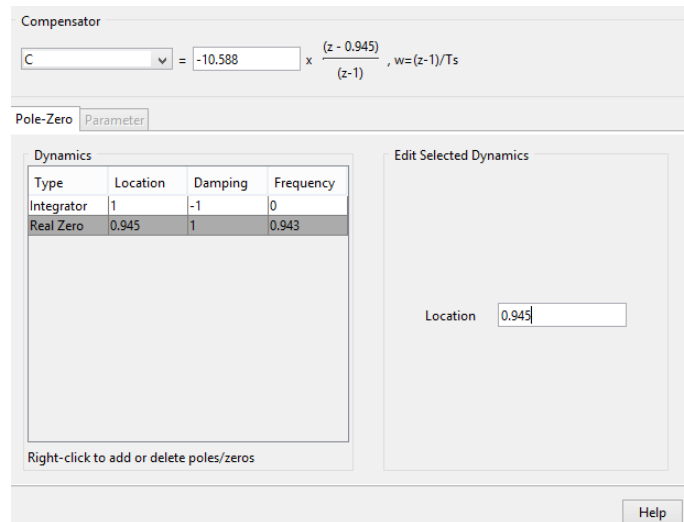 Compensator
C = -10.588 x (z - 0.945) / (z-1) , w=(z-1)/Ts
Pole-Zero Parameter
Dynamics
Type Location Damping Frequency
Integrator 1 -1 0
Real Zero 0.945 1 0.943
Right-click to add or delete poles/zeros
Edit Selected Dynamics
Location 0.945
Help